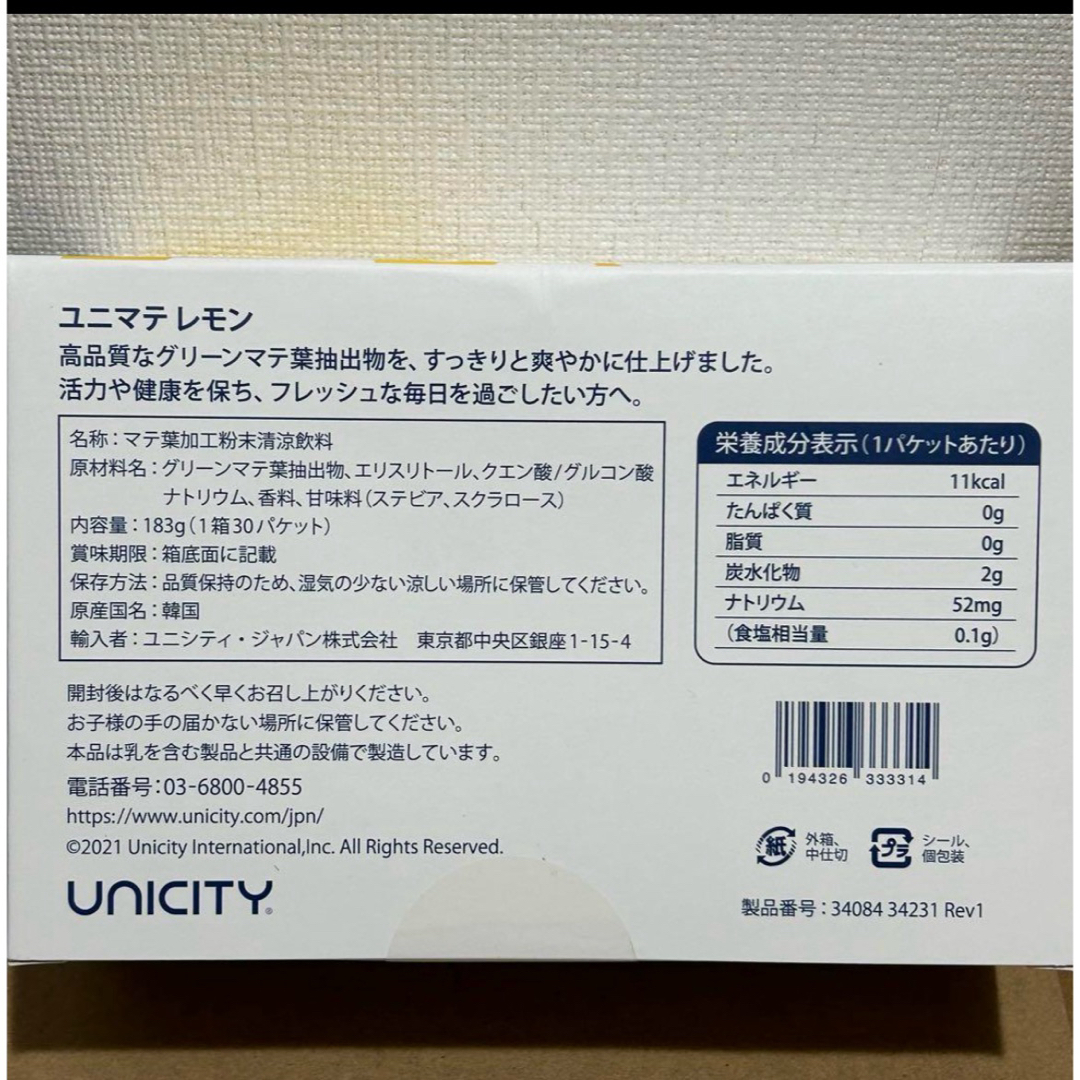 ユニマテ レモン
高品質なグリーンマテ葉抽出物を、すっきりと爽やかに仕上げました。
活力や健康を保ち、フレッシュな毎日を過ごしたい方へ。
名称：マテ葉加工粉末清涼飲料
原材料名：グリーンマテ葉抽出物、エリスリトール、クエン酸/グルコン酸
ナトリウム、香料、甘味料（ステビア、スクラロース）
内容量：183g（1箱30パケット）
賞味期限：箱底面に記載
保存方法：品質保持のため、湿気の少ない涼しい場所に保管してください。
原産国名：韓国
輸入者：ユニシティ・ジャパン株式会社 東京都中央区銀座1-15-4
栄養成分表示（1パケットあたり）
エネルギー 11kcal
たんぱく質 0g
脂質 0g
炭水化物 2g
ナトリウム 52mg
（食塩相当量 0.1g）
開封後はなるべく早くお召し上がりください。
お子様の手の届かない場所に保管してください。
本品は乳を含む製品と共通の設備で製造しています。
電話番号：03-6800-4855
https://www.unicity.com/jpn/
©2021 Unicity International,Inc. All Rights Reserved.
UNICITY®
0 194326 333314
紙 外箱、
中仕切
プラ シール、
個包装
製品番号：34084 34231 Rev1